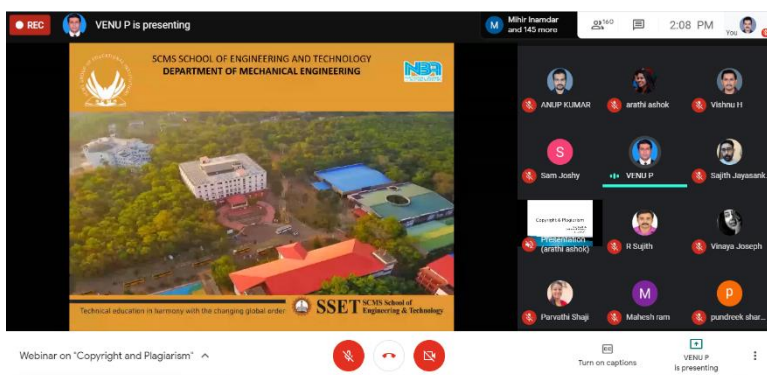 REC
VENU P is presenting
M
Mihir Inamdar
and 145 more
160
2:08 PM
You
SCMS SCHOOL OF ENGINEERING AND TECHNOLOGY
DEPARTMENT OF MECHANICAL ENGINEERING
NBA
Technical education in harmony with the changing global order
SSET SCMS School of
Engineering & Technology
ANUP KUMAR
arathi ashok
Vishnu H
S
Sam Joshy
VENU P
Sajith Jayasank...
Copyright & Plagiarism
Presentation
(arathi ashok)
R Sujith
Vinaya Joseph
Parvathi Shaji
M
Mahesh ram
P
pundreek shar...
Webinar on "Copyright and Plagiarism"
CC
Turn on captions
VENU P
is presenting